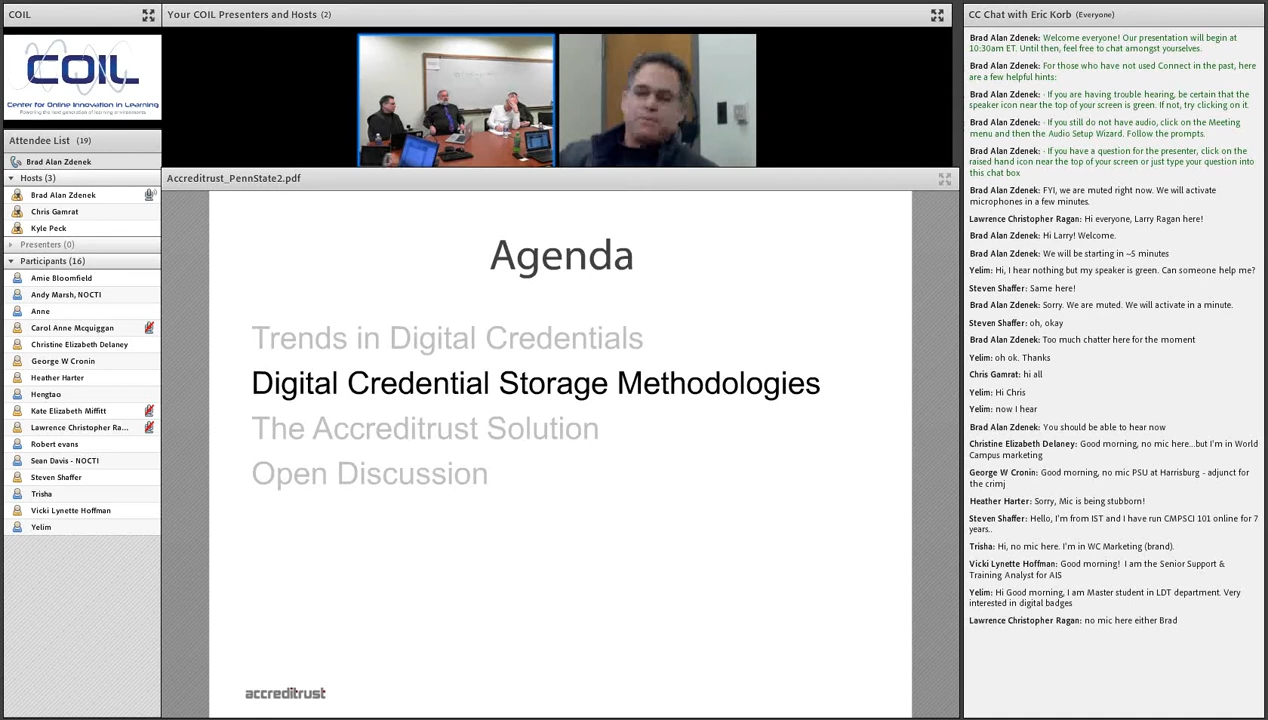 COIL
COIL
Center for Online Innovation in Learning
Attendee List (19)
Brad Alan Zdenek
Hosts (3)
Brad Alan Zdenek
Chris Gamrat
Kyle Peck
Presenters (0)
Participants (16)
Amie Bloomfield
Andy Marsh, NOCTI
Anne
Carol Anne Mcquiggan
Christine Elizabeth Delaney
George W Cronin
Heather Harter
Hengtao
Kate Elizabeth Miffitt
Lawrence Christopher Ra...
Robert evans
Sean Davis - NOCTI
Steven Shaffer
Trisha
Vicki Lynette Hoffman
Yelim
Your COIL Presenters and Hosts (2)
Accreditrust_PennState2.pdf
Agenda
Trends in Digital Credentials
Digital Credential Storage Methodologies
The Accreditrust Solution
Open Discussion
accreditrust
CC Chat with Eric Korb (Everyone)
Brad Alan Zdenek: Welcome everyone! Our presentation will begin at
10:30am ET. Until then, feel free to chat amongst yourselves.
Brad Alan Zdenek: For those who have not used Connect in the past, here
are a few helpful hints:
Brad Alan Zdenek: · If you are having trouble hearing, be certain that the
speaker icon near the top of your screen is green. If not, try clicking on it.
Brad Alan Zdenek: · If you still do not have audio, click on the Meeting
menu and then the Audio Setup Wizard. Follow the prompts.
Brad Alan Zdenek: · If you have a question for the presenter, click on the
raised hand icon near the top of your screen or just type your question into
this chat box
Brad Alan Zdenek: FYI, we are muted right now. We will activate
microphones in a few minutes.
Lawrence Christopher Ragan: Hi everyone, Larry Ragan here!
Brad Alan Zdenek: Hi Larry! Welcome.
Brad Alan Zdenek: We will be starting in ~5 minutes
Yelim: Hi, I hear nothing but my speaker is green. Can someone help me?
Steven Shaffer: Same here!
Brad Alan Zdenek: Sorry. We are muted. We will activate in a minute.
Steven Shaffer: oh, okay
Brad Alan Zdenek: Too much chatter here for the moment
Yelim: oh ok. Thanks
Chris Gamrat: hi all
Yelim: Hi Chris
Yelim: now I hear
Brad Alan Zdenek: You should be able to hear now
Christine Elizabeth Delaney: Good morning, no mic here...but I'm in World
Campus marketing
George W Cronin: Good morning, no mic PSU at Harrisburg - adjunct for
the crimj
Heather Harter: Sorry, Mic is being stubborn!
Steven Shaffer: Hello, I'm from IST and I have run CMPSCI 101 online for 7
years..
Trisha: Hi, no mic here. I'm in WC Marketing (brand).
Vicki Lynette Hoffman: Good morning!  I am the Senior Support &
Training Analyst for AIS
Yelim: Hi Good morning, I am Master student in LDT department. Very
interested in digital badges
Lawrence Christopher Ragan: no mic here either Brad